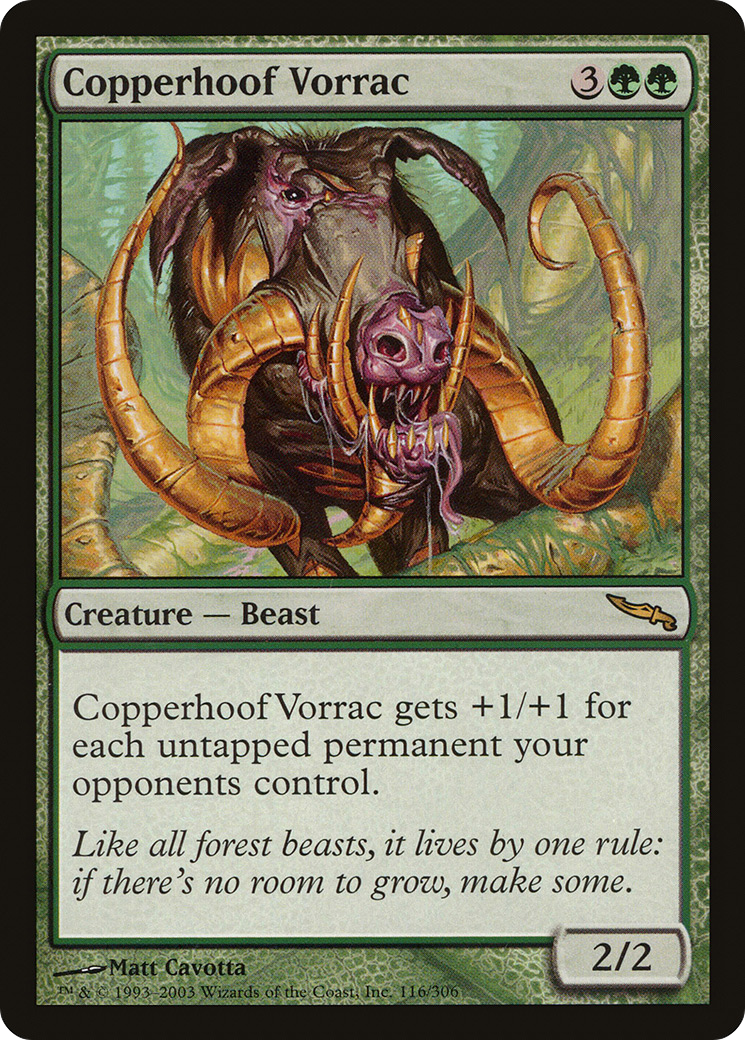 Copperhoof Vorrac 3
Creature — Beast
Copperhoof Vorrac gets +1/+1 for
each untapped permanent your
opponents control.
Like all forest beasts, it lives by one rule:
if there's no room to grow, make some.
2/2
Matt Cavotta
™ & © 1993–2003 Wizards of the Coast, Inc. 116/306